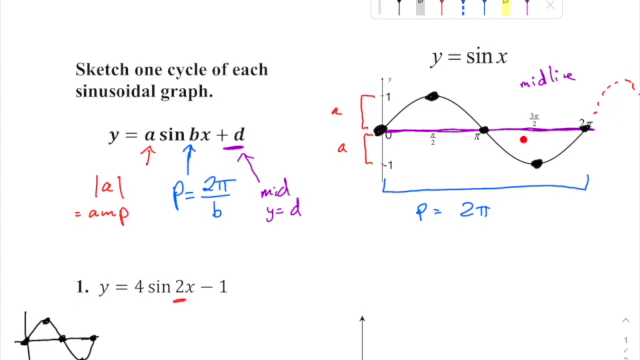 Sketch one cycle of each
sinusoidal graph.
y = a sin bx + d
|a|
= amp
P = 2π/b
mid
y = d
y = sin x
midline
y
1
a
0
π/2
π
3π/2
2π
a
-1
P = 2π
1. y = 4 sin 2x − 1